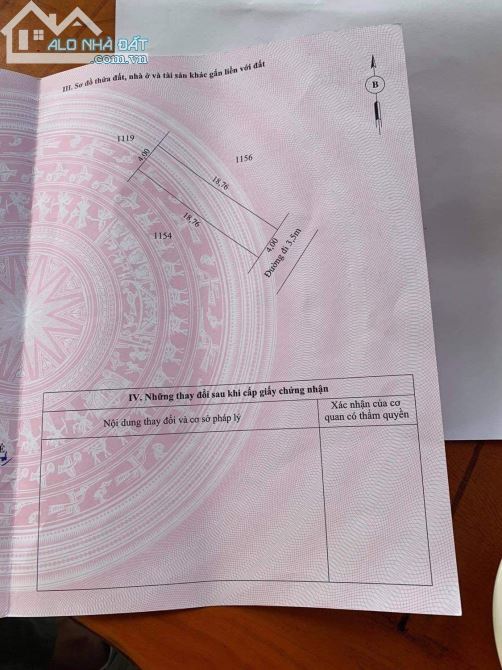 ALO NHÀ ĐẤT
.com.vn
III. Sơ đồ thửa đất, nhà ở và tài sản khác gắn liền với đất
B
1119
4,00
1156
18,76
18,76
1154
4,00
Đường đi 3,5m
IV. Những thay đổi sau khi cấp giấy chứng nhận
Nội dung thay đổi và cơ sở pháp lý
Xác nhận của cơ
quan có thẩm quyền